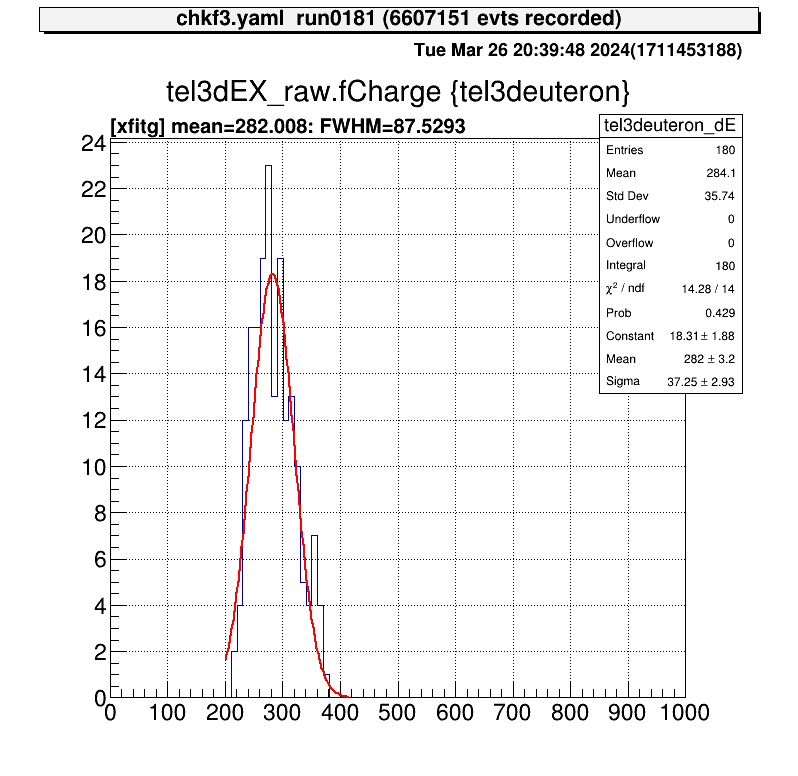 chkf3.yaml run0181 (6607151 evts recorded)
Tue Mar 26 20:39:48 2024(1711453188)
tel3dEX_raw.fCharge {tel3deuteron}
[xfitg] mean=282.008: FWHM=87.5293
tel3deuteron_dE
Entries 180
Mean 284.1
Std Dev 35.74
Underflow 0
Overflow 0
Integral 180
χ² / ndf 14.28 / 14
Prob 0.429
Constant 18.31 ± 1.88
Mean 282 ± 3.2
Sigma 37.25 ± 2.93
24
22
20
18
16
14
12
10
8
6
4
2
0
0 100 200 300 400 500 600 700 800 900 1000